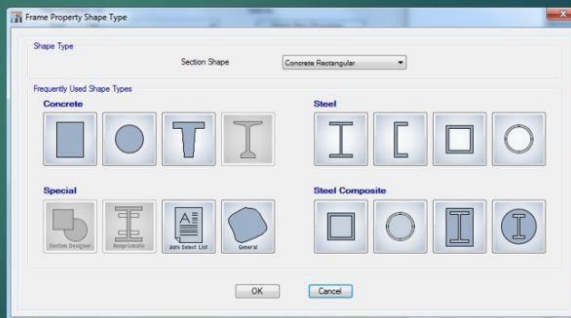 Frame Property Shape Type
Shape Type
Section Shape
Concrete Rectangular
Frequently Used Shape Types
Concrete
Steel
Special
Steel Composite
Section Designer
Nonprismatic
Auto Select List
General
OK
Cancel